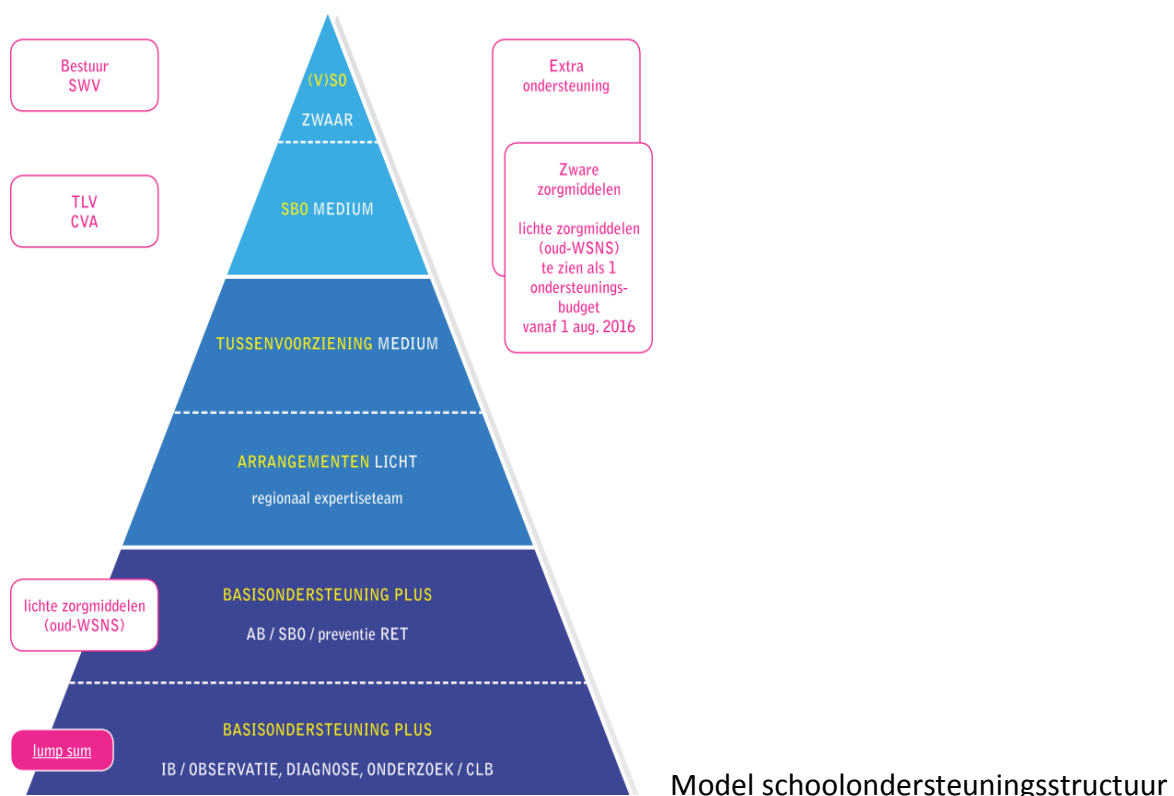 Bestuur
SWV
(V)SO
ZWAAR
Extra
ondersteuning
TLV
CVA
SBO MEDIUM
Zware
zorgmiddelen
lichte zorgmiddelen
(oud-WSNS)
te zien als 1
ondersteunings-
budget
vanaf 1 aug. 2016
TUSSENVOORZIENING MEDIUM
ARRANGEMENTEN LICHT
regionaal expertiseteam
lichte zorgmiddelen
(oud-WSNS)
BASISONDERSTEUNING PLUS
AB / SBO / preventie RET
lump sum
BASISONDERSTEUNING PLUS
IB / OBSERVATIE, DIAGNOSE, ONDERZOEK / CLB
Model schoolondersteuningsstructuur